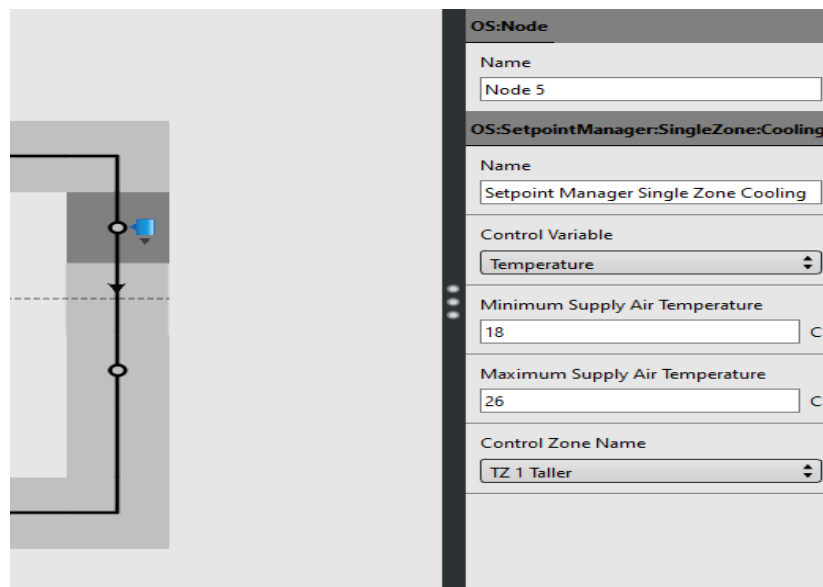 OS:Node
Name
Node 5
OS:SetpointManager:SingleZone:Cooling
Name
Setpoint Manager Single Zone Cooling
Control Variable
Temperature
Minimum Supply Air Temperature
18 C
Maximum Supply Air Temperature
26 C
Control Zone Name
TZ 1 Taller